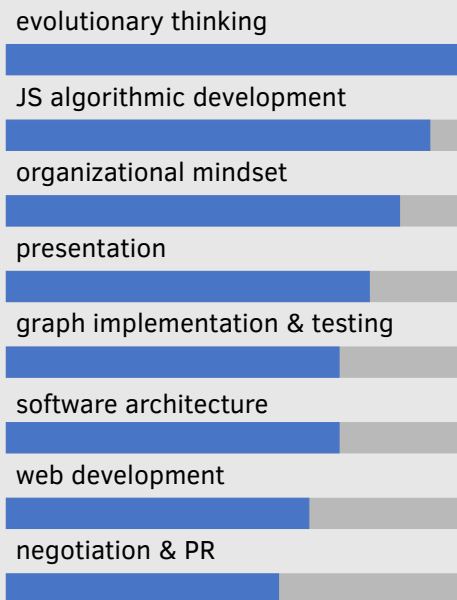 evolutionary thinking
JS algorithmic development
organizational mindset
presentation
graph implementation & testing
software architecture
web development
negotiation & PR